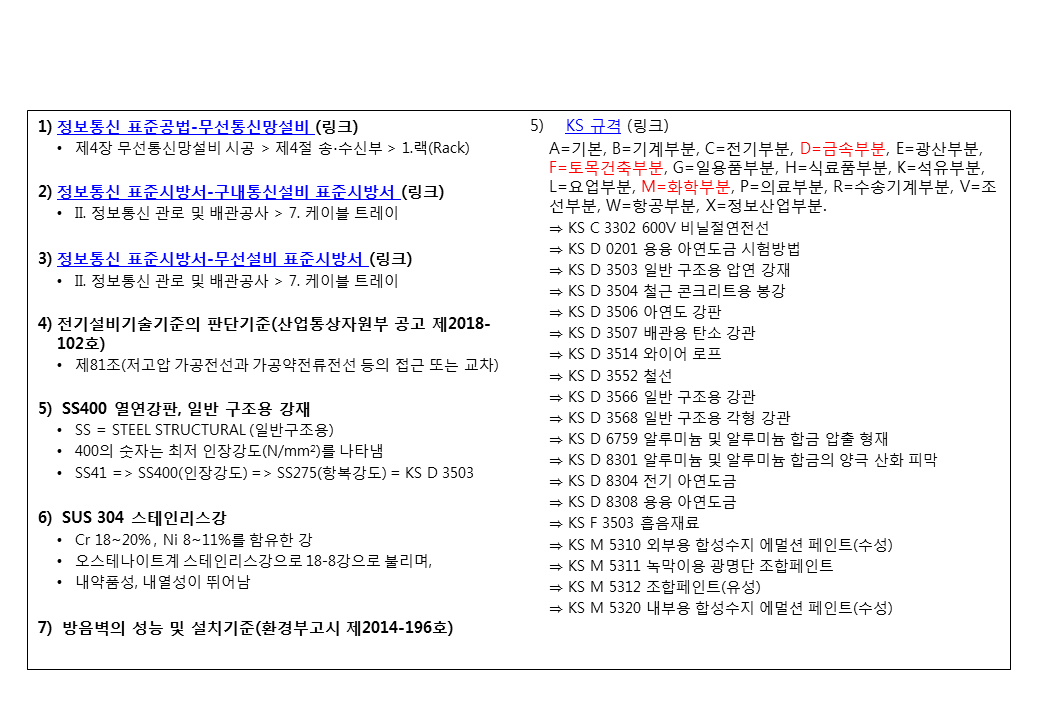 1) 정보통신 표준공법-무선통신망설비 (링크)
• 제4장 무선통신망설비 시공 > 제4절 송·수신부 > 1.랙(Rack)
2) 정보통신 표준시방서-구내통신설비 표준시방서 (링크)
• II. 정보통신 관로 및 배관공사 > 7. 케이블 트레이
3) 정보통신 표준시방서-무선설비 표준시방서 (링크)
• II. 정보통신 관로 및 배관공사 > 7. 케이블 트레이
4) 전기설비기술기준의 판단기준(산업통상자원부 공고 제2018-
102호)
• 제81조(저고압 가공전선과 가공약전류전선 등의 접근 또는 교차)
5) SS400 열연강판, 일반 구조용 강재
• SS = STEEL STRUCTURAL (일반구조용)
• 400의 숫자는 최저 인장강도(N/mm²)를 나타냄
• SS41 => SS400(인장강도) => SS275(항복강도) = KS D 3503
6) SUS 304 스테인리스강
• Cr 18~20% , Ni 8~11%를 함유한 강
• 오스테나이트계 스테인리스강으로 18-8강으로 불리며,
• 내약품성, 내열성이 뛰어남
7) 방음벽의 성능 및 설치기준(환경부고시 제2014-196호)
5) KS 규격 (링크)
A=기본, B=기계부분, C=전기부분, D=금속부분, E=광산부분,
F=토목건축부분, G=일용품부분, H=식료품부분, K=석유부분,
L=요업부분, M=화학부분, P=의료부분, R=수송기계부분, V=조
선부분, W=항공부분, X=정보산업부분.
⇒ KS C 3302 600V 비닐절연전선
⇒ KS D 0201 용융 아연도금 시험방법
⇒ KS D 3503 일반 구조용 압연 강재
⇒ KS D 3504 철근 콘크리트용 봉강
⇒ KS D 3506 아연도 강판
⇒ KS D 3507 배관용 탄소 강관
⇒ KS D 3514 와이어 로프
⇒ KS D 3552 철선
⇒ KS D 3566 일반 구조용 강관
⇒ KS D 3568 일반 구조용 각형 강관
⇒ KS D 6759 알루미늄 및 알루미늄 합금 압출 형재
⇒ KS D 8301 알루미늄 및 알루미늄 합금의 양극 산화 피막
⇒ KS D 8304 전기 아연도금
⇒ KS D 8308 용융 아연도금
⇒ KS F 3503 흡음재료
⇒ KS M 5310 외부용 합성수지 에멀션 페인트(수성)
⇒ KS M 5311 녹막이용 광명단 조합페인트
⇒ KS M 5312 조합페인트(유성)
⇒ KS M 5320 내부용 합성수지 에멀션 페인트(수성)